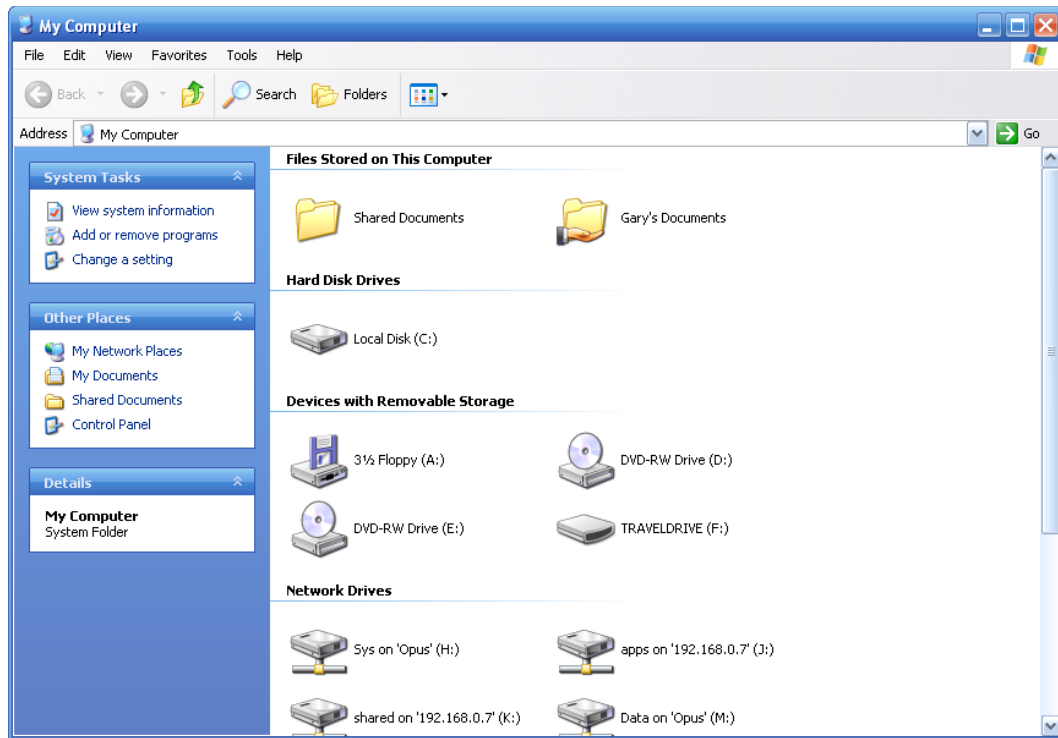 My Computer
File Edit View Favorites Tools Help
Back Search Folders
Address My Computer Go
System Tasks
View system information
Add or remove programs
Change a setting
Other Places
My Network Places
My Documents
Shared Documents
Control Panel
Details
My Computer
System Folder
Files Stored on This Computer
Shared Documents Gary's Documents
Hard Disk Drives
Local Disk (C:)
Devices with Removable Storage
3½ Floppy (A:) DVD-RW Drive (D:)
DVD-RW Drive (E:) TRAVELDRIVE (F:)
Network Drives
Sys on 'Opus' (H:) apps on '192.168.0.7' (J:)
shared on '192.168.0.7' (K:) Data on 'Opus' (M:)